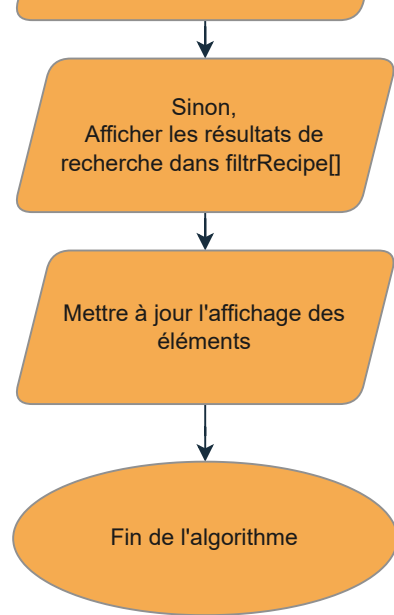 Sinon,
Afficher les résultats de
recherche dans filtrRecipe[]
Mettre à jour l'affichage des
éléments
Fin de l'algorithme